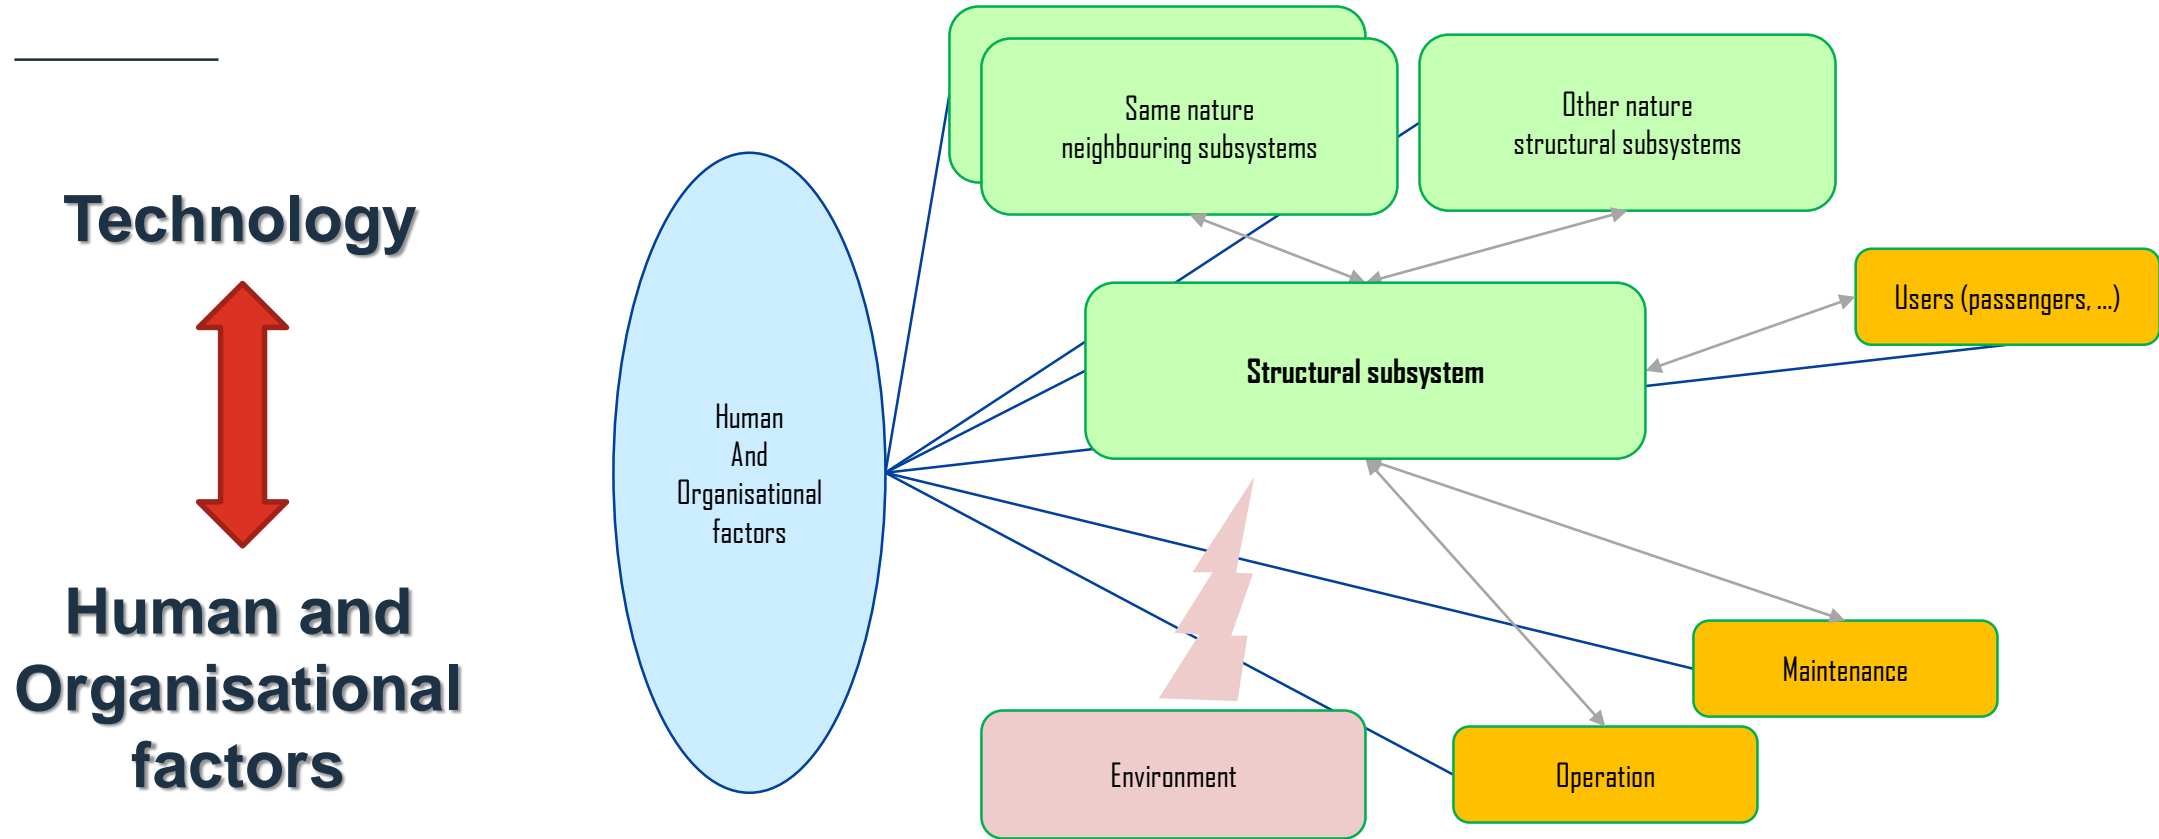 Technology
Human and
Organisational
factors
Human
And
Organisational
factors
Same nature
neighbouring subsystems
Other nature
structural subsystems
Structural subsystem
Users (passengers, ...)
Maintenance
Operation
Environment